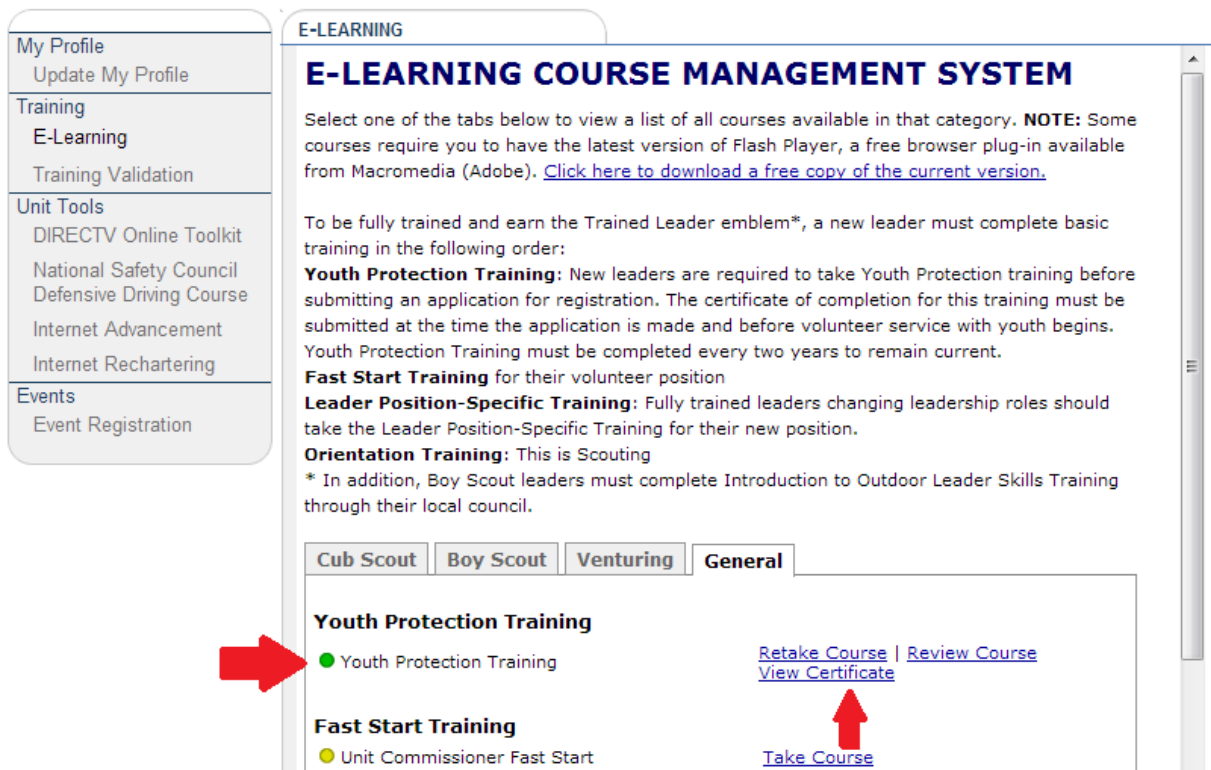 My Profile
Update My Profile
Training
E-Learning
Training Validation
Unit Tools
DIRECTV Online Toolkit
National Safety Council
Defensive Driving Course
Internet Advancement
Internet Rechartering
Events
Event Registration
E-LEARNING
E-LEARNING COURSE MANAGEMENT SYSTEM
Select one of the tabs below to view a list of all courses available in that category. NOTE: Some
courses require you to have the latest version of Flash Player, a free browser plug-in available
from Macromedia (Adobe). Click here to download a free copy of the current version.
To be fully trained and earn the Trained Leader emblem*, a new leader must complete basic
training in the following order:
Youth Protection Training: New leaders are required to take Youth Protection training before
submitting an application for registration. The certificate of completion for this training must be
submitted at the time the application is made and before volunteer service with youth begins.
Youth Protection Training must be completed every two years to remain current.
Fast Start Training for their volunteer position
Leader Position-Specific Training: Fully trained leaders changing leadership roles should
take the Leader Position-Specific Training for their new position.
Orientation Training: This is Scouting
* In addition, Boy Scout leaders must complete Introduction to Outdoor Leader Skills Training
through their local council.
Cub Scout Boy Scout Venturing General
Youth Protection Training
Youth Protection Training Retake Course | Review Course
View Certificate
Fast Start Training
Unit Commissioner Fast Start Take Course